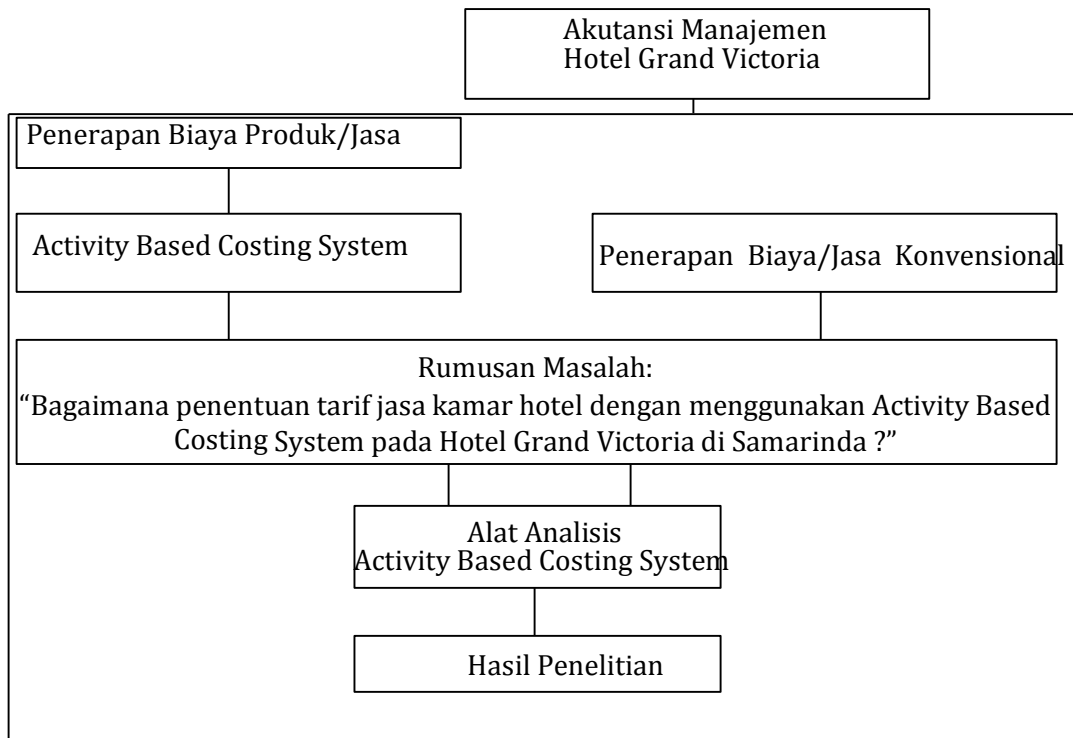 Akutansi Manajemen
Hotel Grand Victoria
Penerapan Biaya Produk/Jasa
Activity Based Costing System
Penerapan Biaya/Jasa Konvensional
Rumusan Masalah:
“Bagaimana penentuan tarif jasa kamar hotel dengan menggunakan Activity Based
Costing System pada Hotel Grand Victoria di Samarinda ?”
Alat Analisis
Activity Based Costing System
Hasil Penelitian